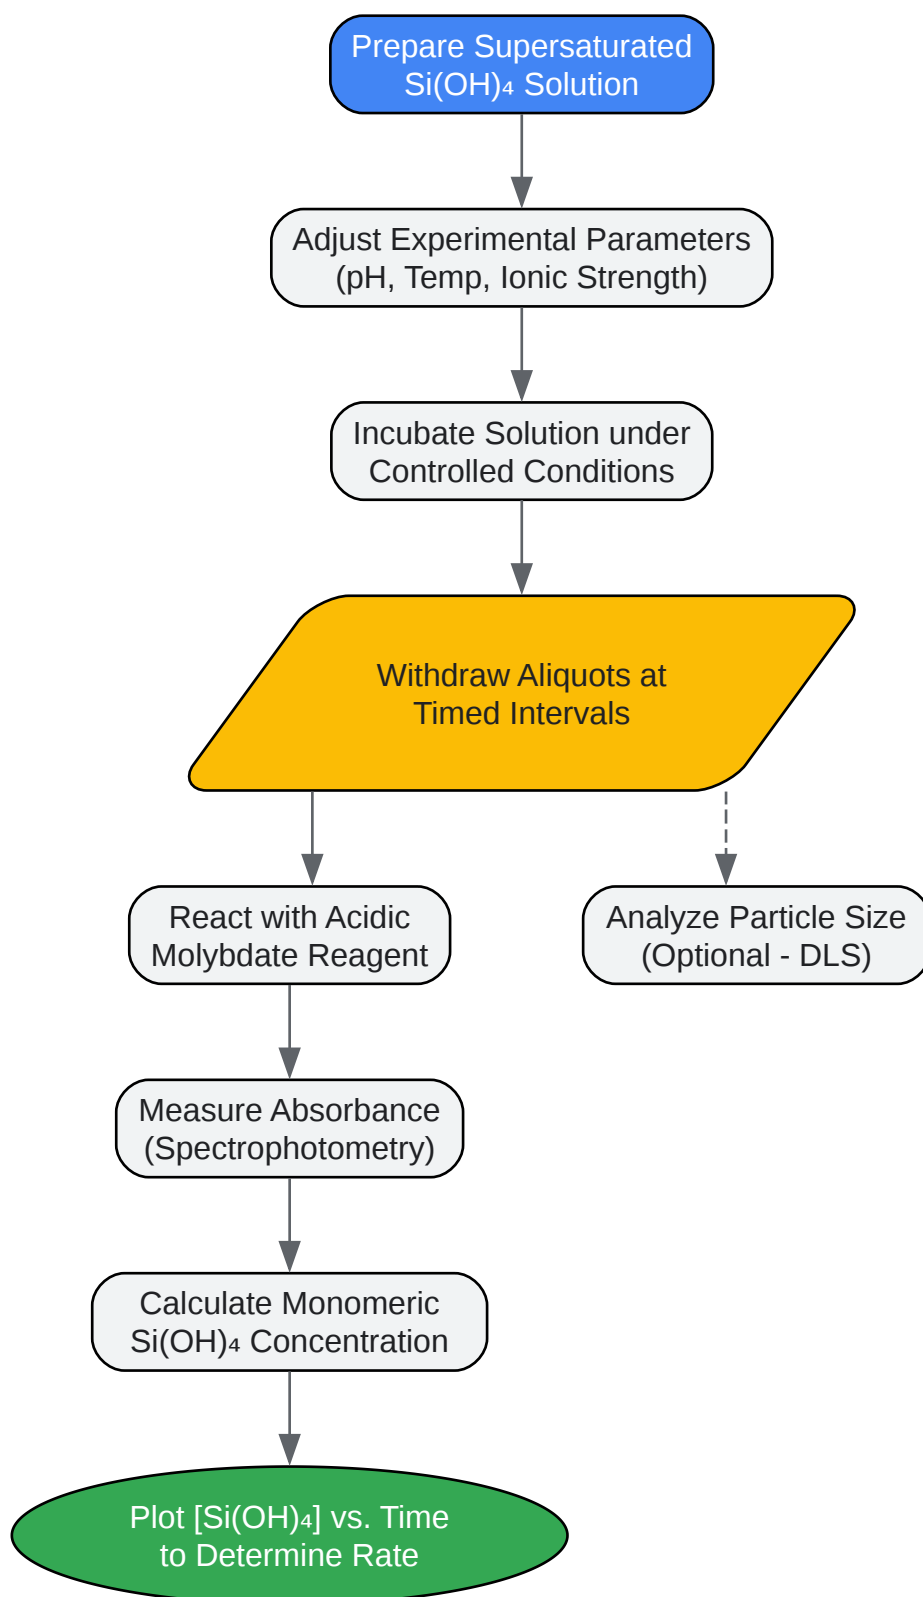 Prepare Supersaturated
Si(OH)₄ Solution
Adjust Experimental Parameters
(pH, Temp, Ionic Strength)
Incubate Solution under
Controlled Conditions
Withdraw Aliquots at
Timed Intervals
React with Acidic
Molybdate Reagent
Analyze Particle Size
(Optional - DLS)
Measure Absorbance
(Spectrophotometry)
Calculate Monomeric
Si(OH)₄ Concentration
Plot [Si(OH)₄] vs. Time
to Determine Rate